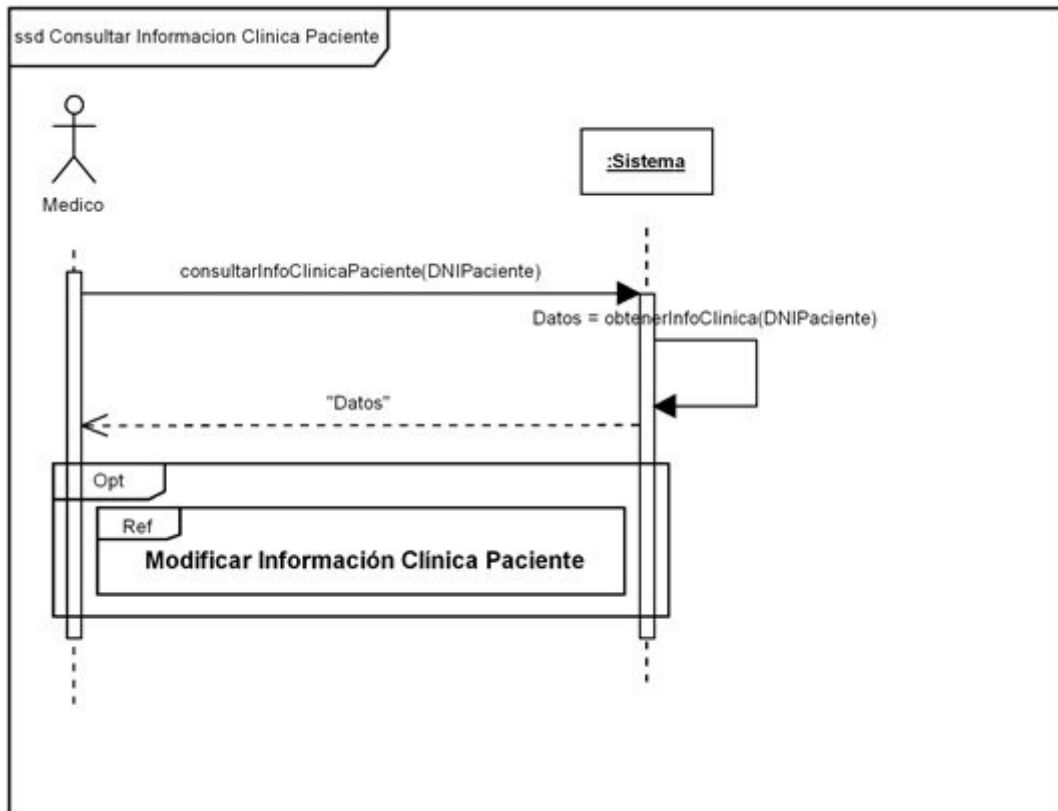 ssd Consultar Informacion Clinica Paciente
Medico
:Sistema
consultarInfoClinicaPaciente(DNIPaciente)
Datos = obtenerInfoClinica(DNIPaciente)
"Datos"
Opt
Ref
Modificar Información Clínica Paciente